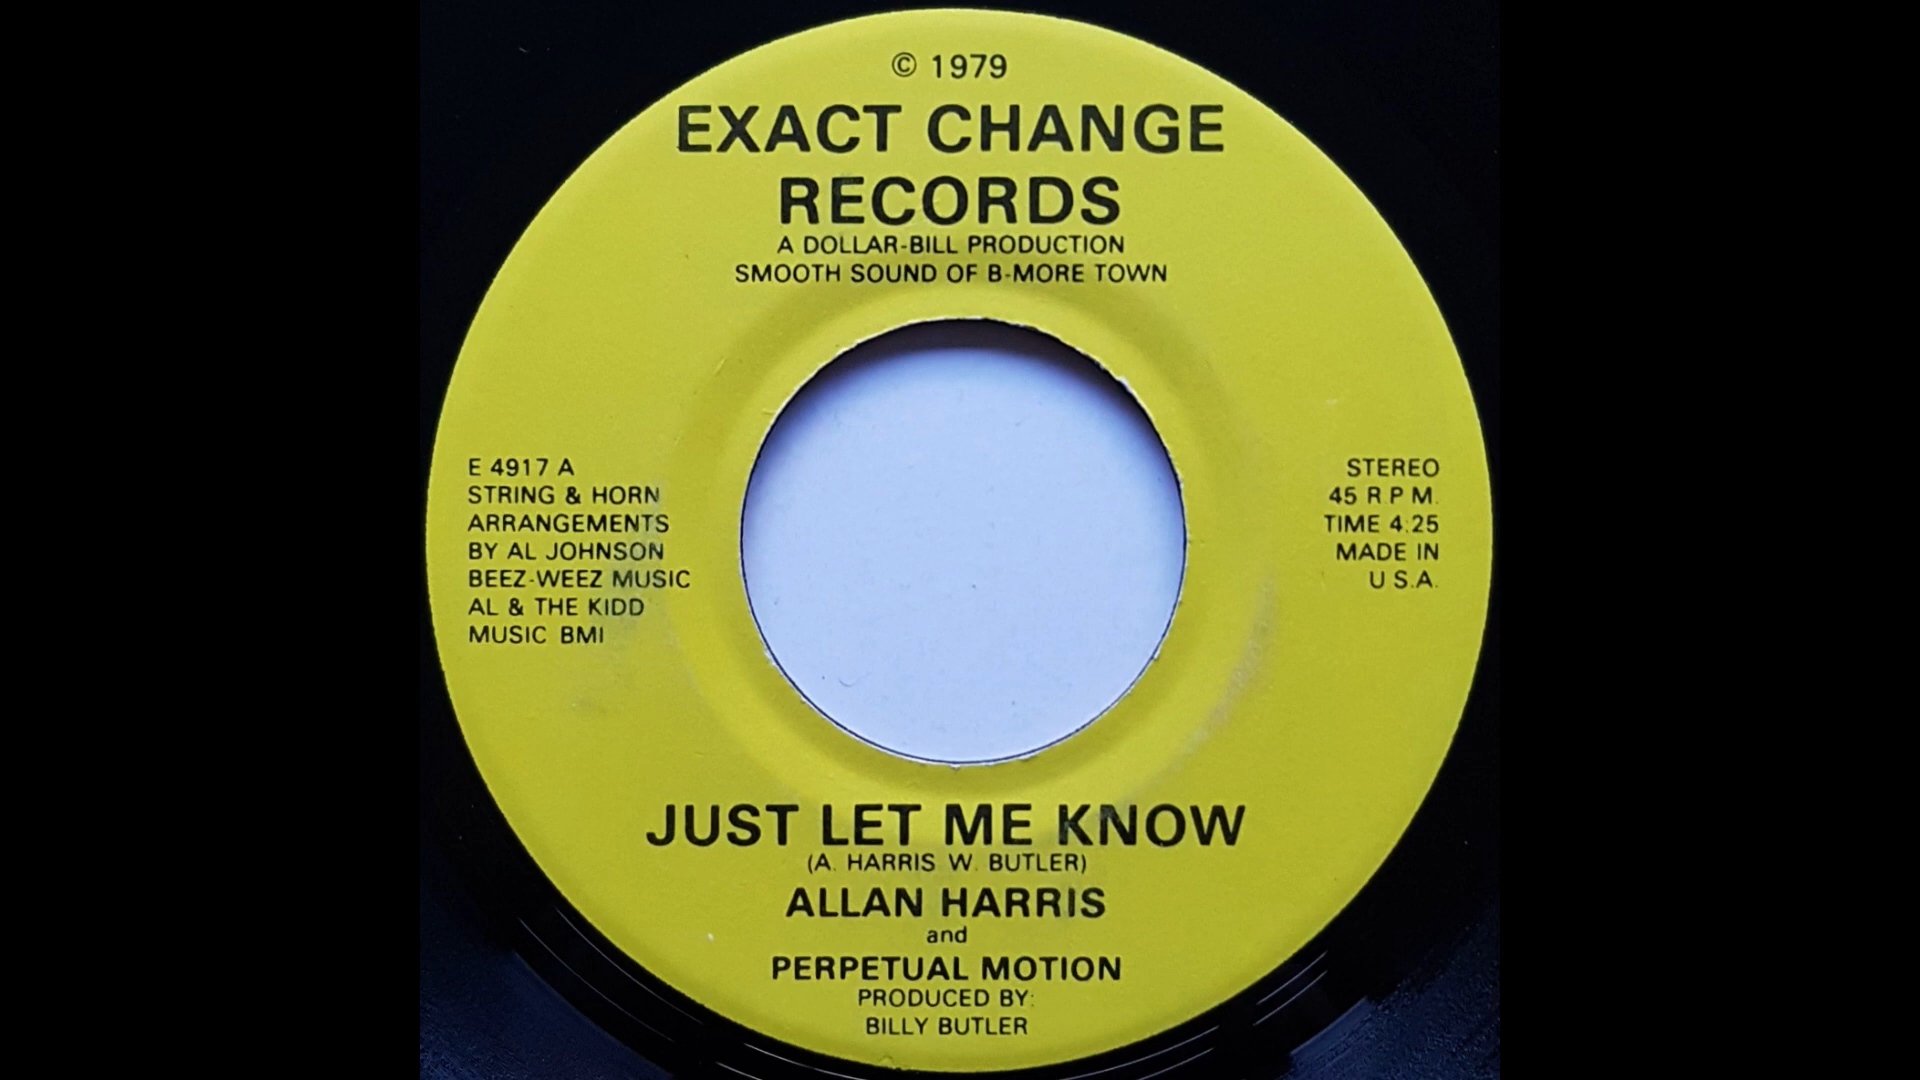 © 1979
EXACT CHANGE
RECORDS
A DOLLAR-BILL PRODUCTION
SMOOTH SOUND OF B-MORE TOWN
E 4917 A
STRING & HORN
ARRANGEMENTS
BY AL JOHNSON
BEEZ-WEEZ MUSIC
AL & THE KIDD
MUSIC BMI
STEREO
45 R P M.
TIME 4:25
MADE IN
U S.A.
JUST LET ME KNOW
(A. HARRIS W. BUTLER)
ALLAN HARRIS
and
PERPETUAL MOTION
PRODUCED BY:
BILLY BUTLER